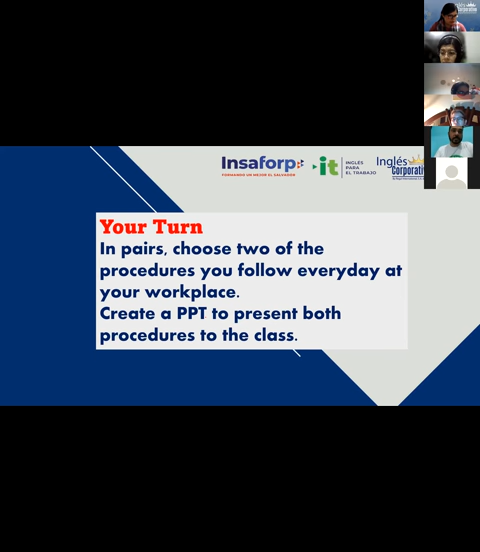 Insaforp
FORMANDO UN MEJOR EL SALVADOR
it
INGLÉS
PARA
EL TRABAJO
Inglés
Corporativo
Your Turn
In pairs, choose two of the
procedures you follow everyday at
your workplace.
Create a PPT to present both
procedures to the class.